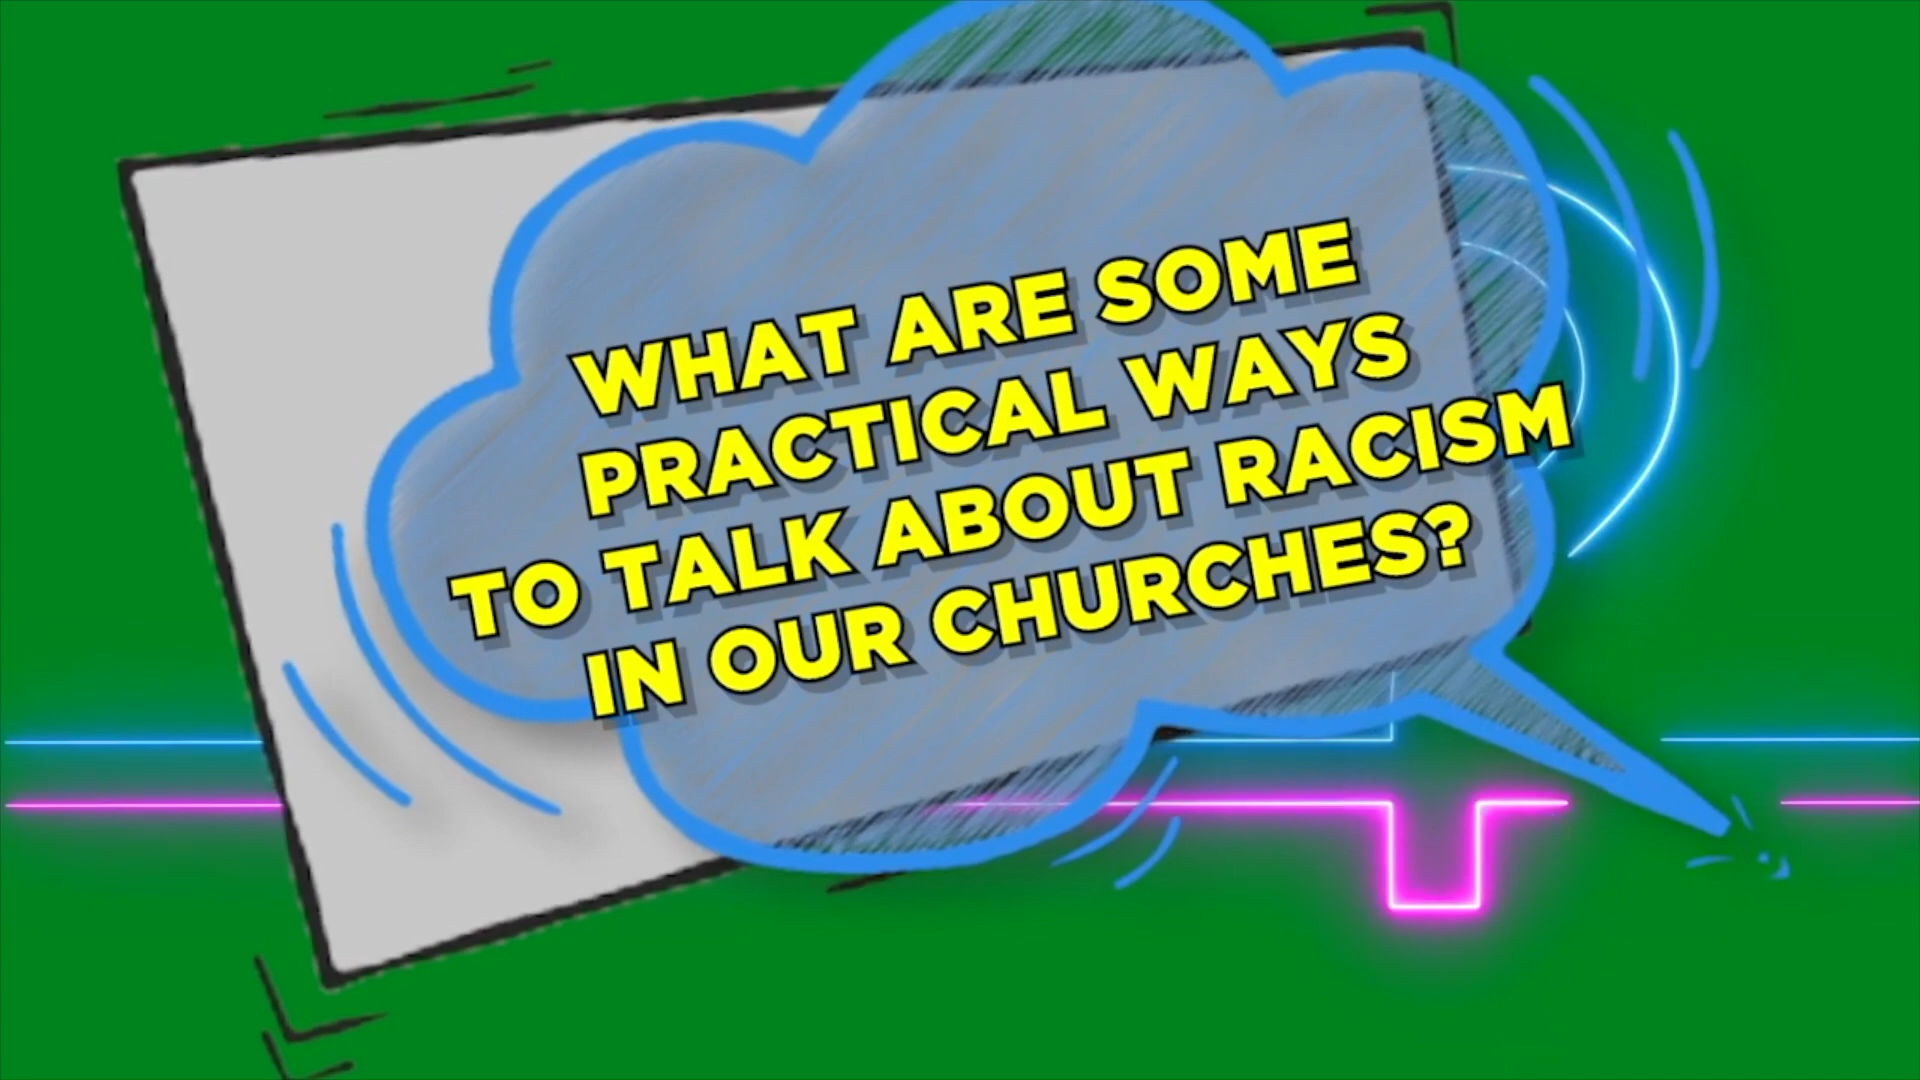 WHAT ARE SOME
PRACTICAL WAYS
TO TALK ABOUT RACISM
IN OUR CHURCHES?